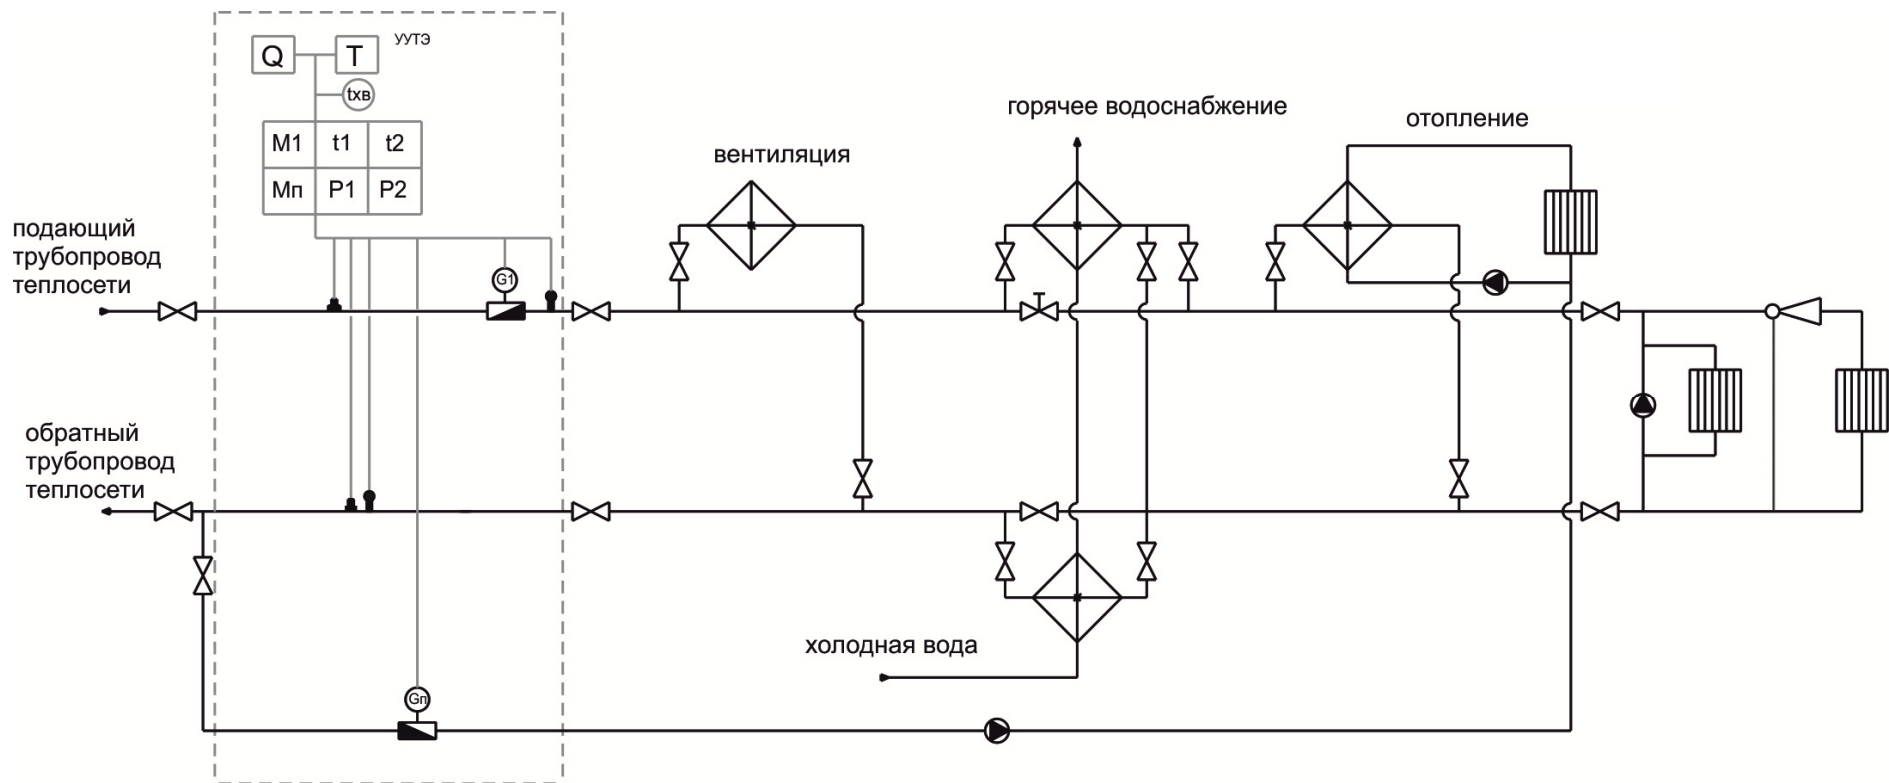 Q
T
УУТЭ
tхв
M1
t1
t2
Mп
P1
P2
G1
Gп
вентиляция
горячее водоснабжение
отопление
подающий
трубопровод
теплосети
обратный
трубопровод
теплосети
холодная вода